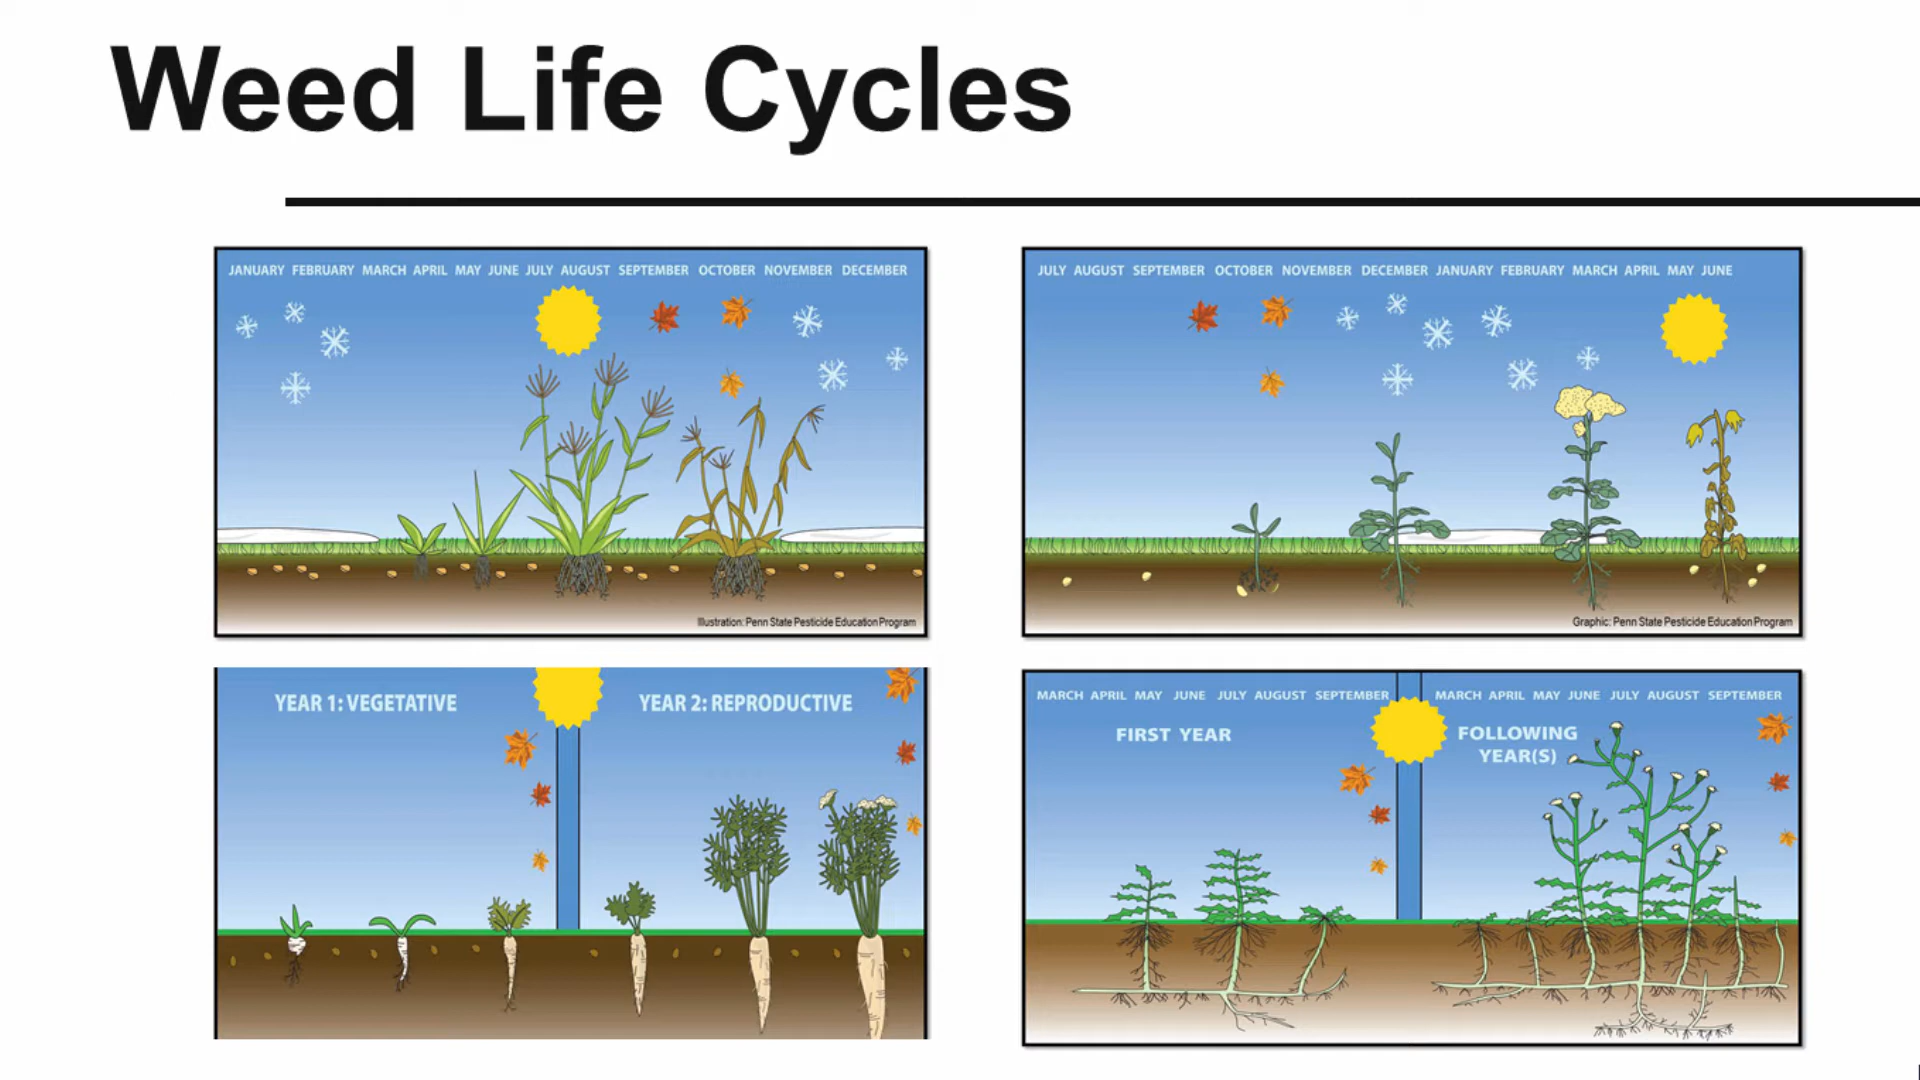 Weed Life Cycles
JANUARY FEBRUARY MARCH APRIL MAY JUNE JULY AUGUST SEPTEMBER OCTOBER NOVEMBER DECEMBER
Illustration: Penn State Pesticide Education Program
JULY AUGUST SEPTEMBER OCTOBER NOVEMBER DECEMBER JANUARY FEBRUARY MARCH APRIL MAY JUNE
Graphic: Penn State Pesticide Education Program
YEAR 1: VEGETATIVE
YEAR 2: REPRODUCTIVE
MARCH APRIL MAY JUNE JULY AUGUST SEPTEMBER
MARCH APRIL MAY JUNE JULY AUGUST SEPTEMBER
FIRST YEAR
FOLLOWING
YEAR(S)